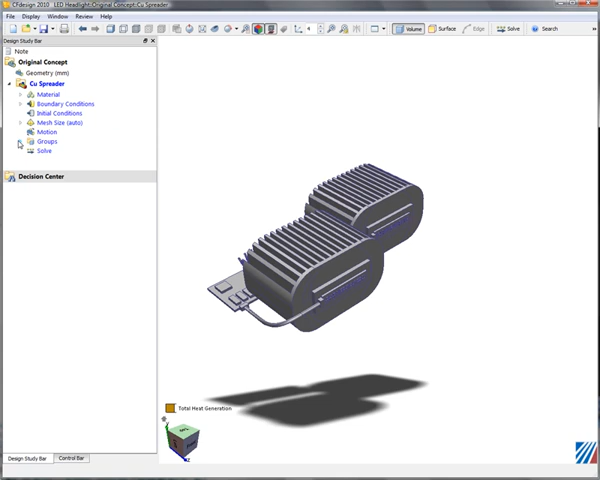 CFdesign 2010 LED Headlight:Original Concept:Cu Spreader
File Display Window Review Help
4 Volume Surface Edge Solve Search
Design Study Bar
Note
Original Concept
Geometry (mm)
Cu Spreader
Material
Boundary Conditions
Initial Conditions
Mesh Size (auto)
Motion
Groups
Solve
Decision Center
Total Heat Generation
Design Study Bar Control Bar